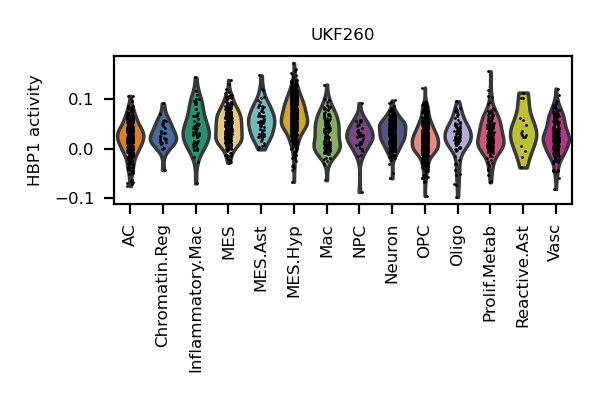 UKF260
HBP1 activity
0.1
0.0
−0.1
AC
Chromatin.Reg
Inflammatory.Mac
MES
MES.Ast
MES.Hyp
Mac
NPC
Neuron
OPC
Oligo
Prolif.Metab
Reactive.Ast
Vasc